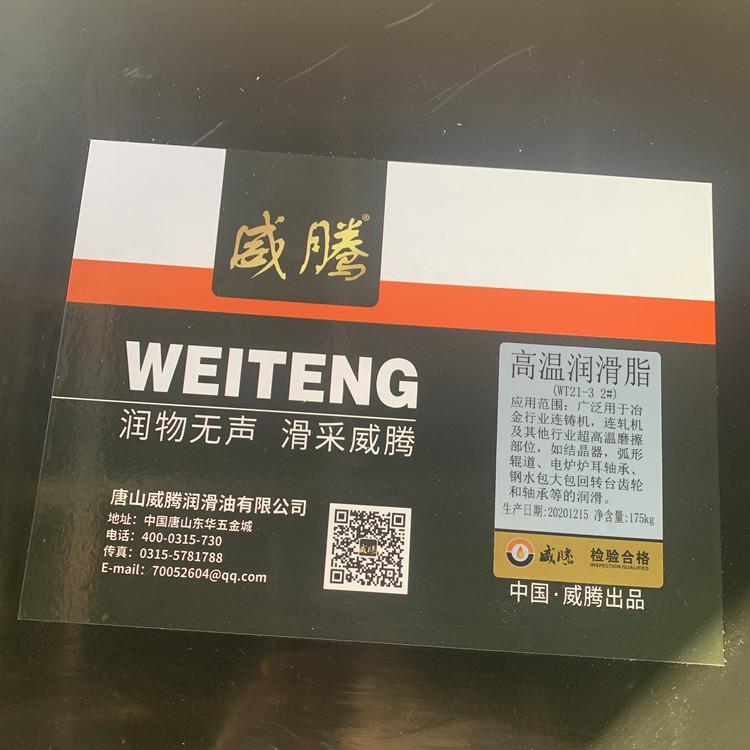 威腾®
WEITENG
润物无声 滑采威腾
唐山威腾润滑油有限公司
地址：中国唐山东华五金城
电话：400-0315-730
传真：0315-5781788
E-mail：70052604@qq.com
威腾
高温润滑脂
(WT21-3 2#)
应用范围：广泛用于冶
金行业连铸机，连轧机
及其他行业超高温磨擦
部位，如结晶器，弧形
辊道、电炉炉耳轴承、
钢水包大包回转台齿轮
和轴承等的润滑。
生产日期:20201215 净含量:175kg
威腾 检验合格
INSPECTION QUALIFIED
中国·威腾出品